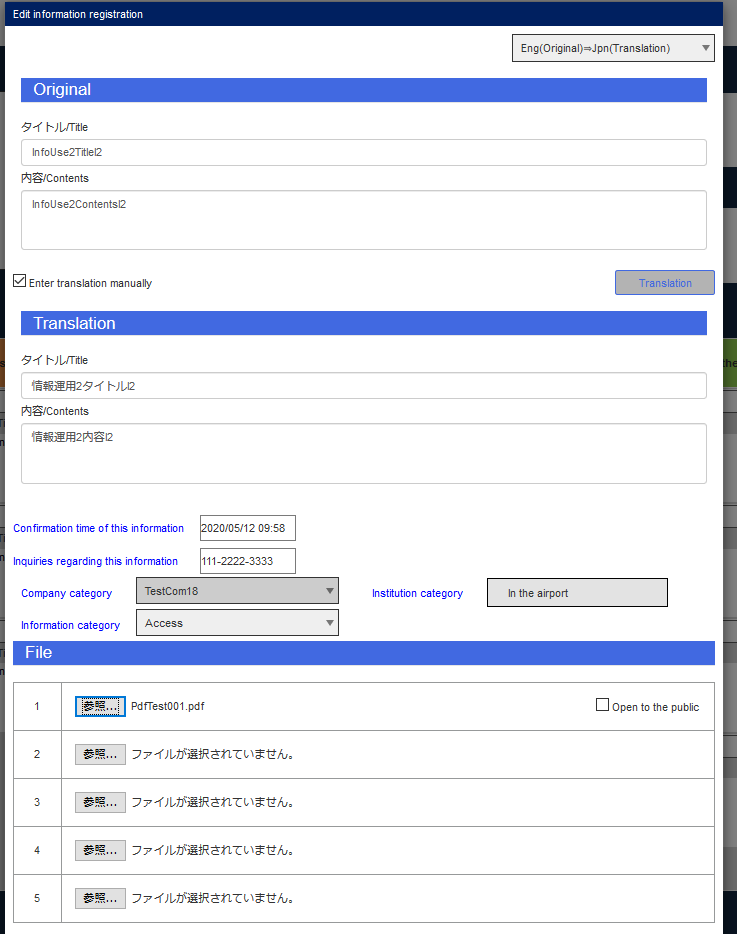 Edit information registration
Eng(Original)⇒Jpn(Translation)
Original
タイトル/Title
InfoUse2TitleI2
内容/Contents
InfoUse2ContentsI2
Enter translation manually
Translation
Translation
タイトル/Title
情報運用2タイトルI2
内容/Contents
情報運用2内容I2
Confirmation time of this information 2020/05/12 09:58
Inquiries regarding this information 111-2222-3333
Company category TestCom18 Institution category In the airport
Information category Access
File
1 参照... PdfTest001.pdf Open to the public
2 参照... ファイルが選択されていません。
3 参照... ファイルが選択されていません。
4 参照... ファイルが選択されていません。
5 参照... ファイルが選択されていません。